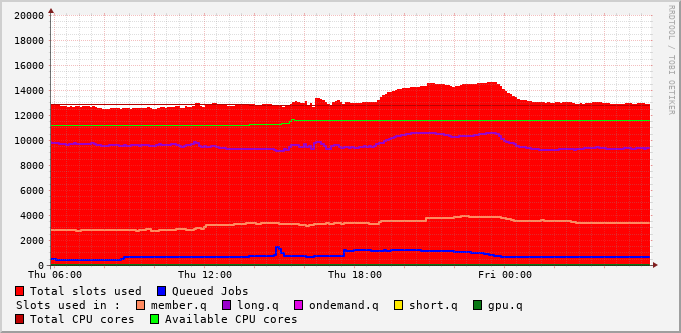 20000
18000
16000
14000
12000
10000
8000
6000
4000
2000
0
Thu 06:00 Thu 12:00 Thu 18:00 Fri 00:00
Total slots used Queued Jobs
Slots used in : member.q long.q ondemand.q short.q gpu.q
Total CPU cores Available CPU cores
RRDTOOL / TOBI OETIKER